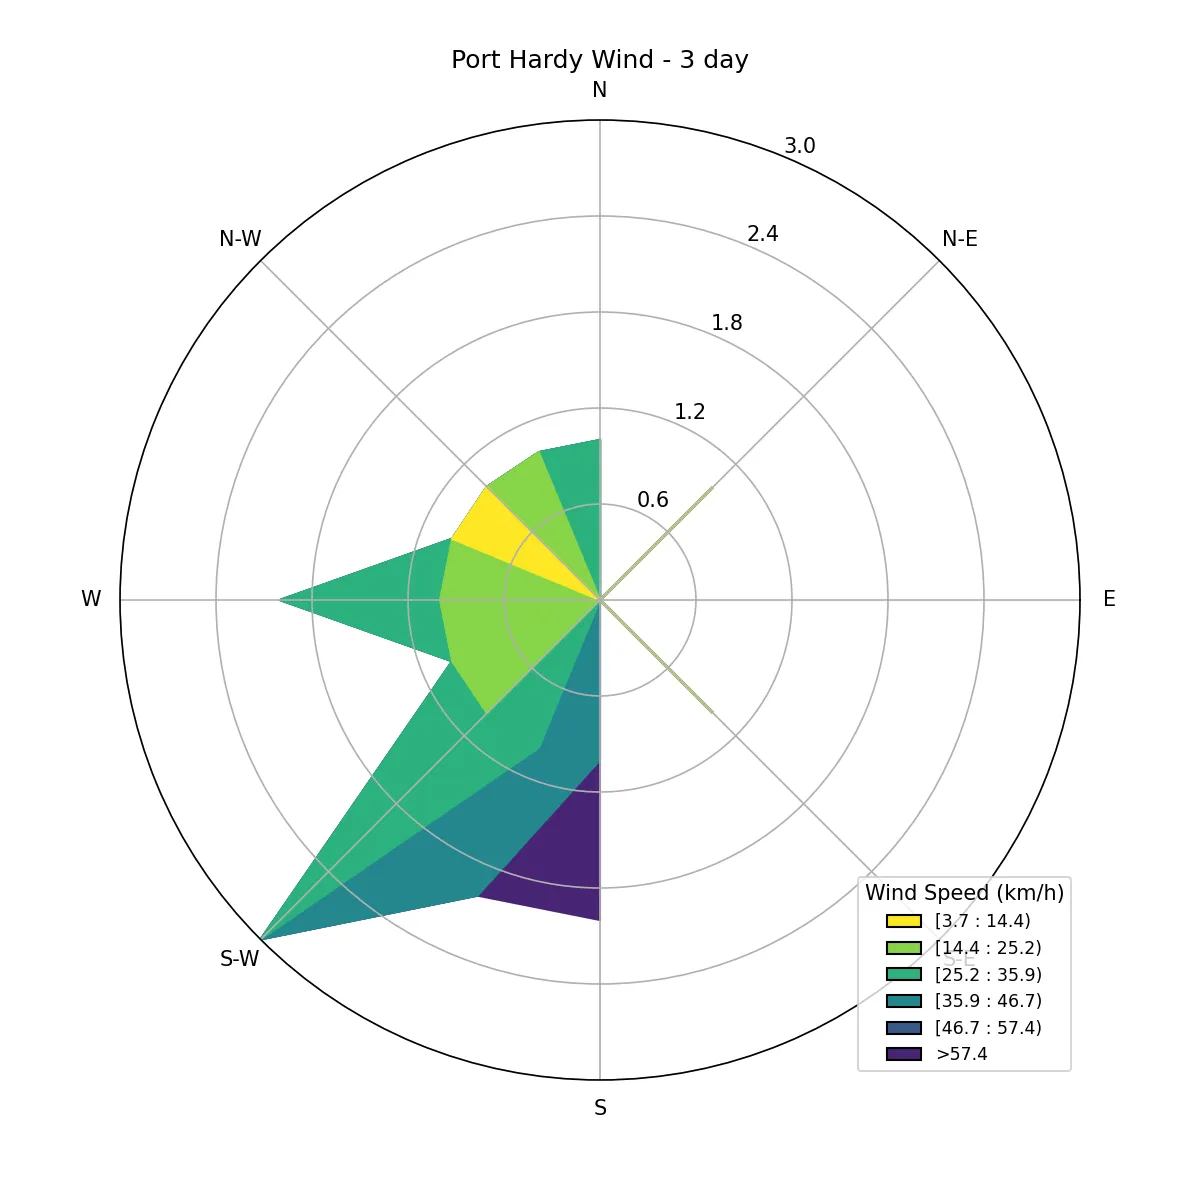 Port Hardy Wind - 3 day
N
3.0
2.4
N-W
N-E
1.8
1.2
0.6
W
E
Wind Speed (km/h)
[3.7 : 14.4)
[14.4 : 25.2)
S-W
S-E
[25.2 : 35.9)
[35.9 : 46.7)
[46.7 : 57.4)
>57.4
S